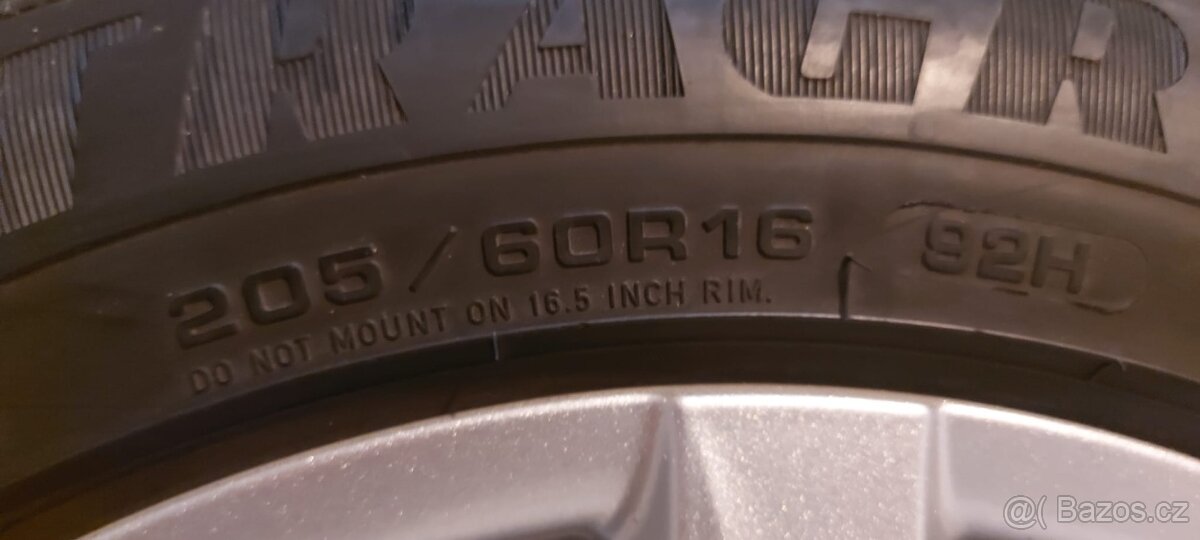 205/60R16 92H
DO NOT MOUNT ON 16.5 INCH RIM.
@( Bazos.cz